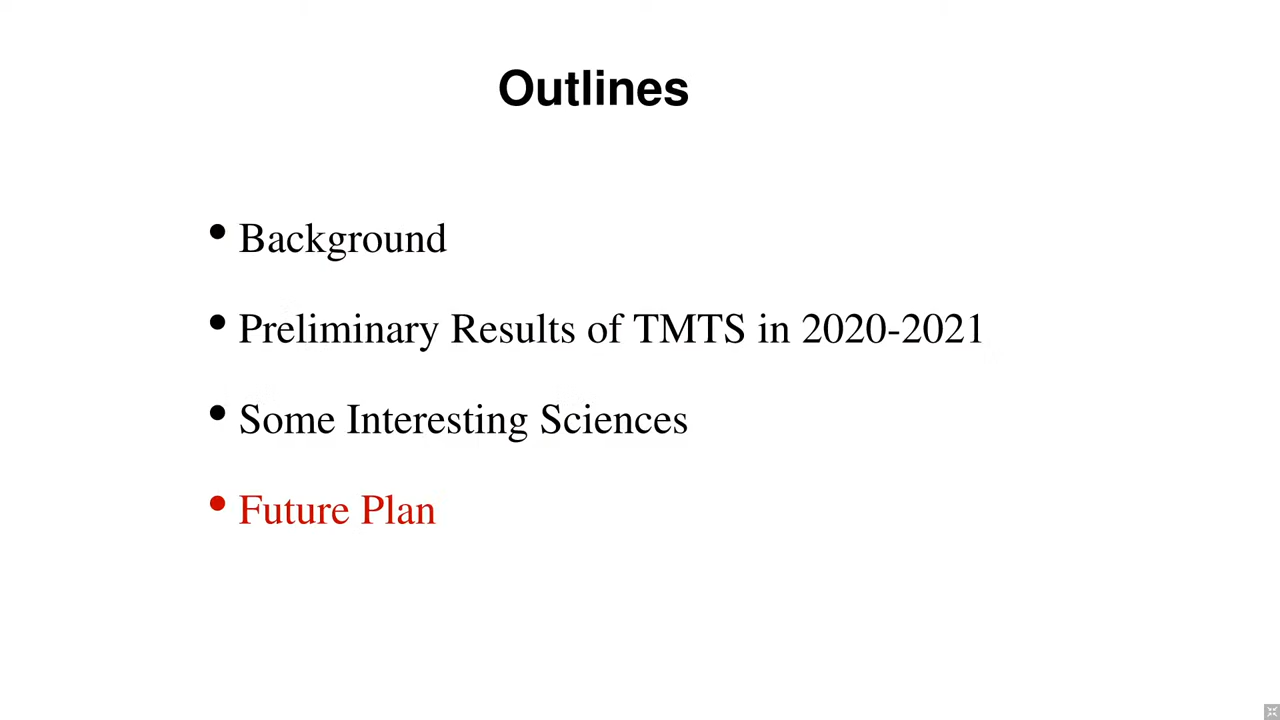 Outlines
• Background
• Preliminary Results of TMTS in 2020-2021
• Some Interesting Sciences
• Future Plan